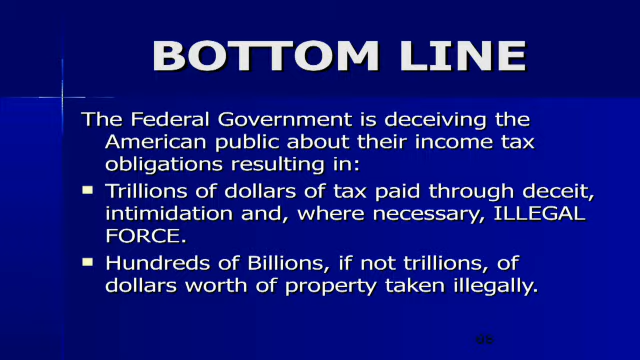 BOTTOM LINE
The Federal Government is deceiving the
American public about their income tax
obligations resulting in:
Trillions of dollars of tax paid through deceit,
intimidation and, where necessary, ILLEGAL
FORCE.
Hundreds of Billions, if not trillions, of
dollars worth of property taken illegally.